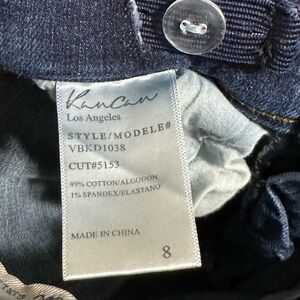 KanCan
Los Angeles
STYLE/MODELE#
VBKD1038
CUT#5153
99% COTTON/ALGODON
1% SPANDEX/ELASTANO
MADE IN CHINA
8